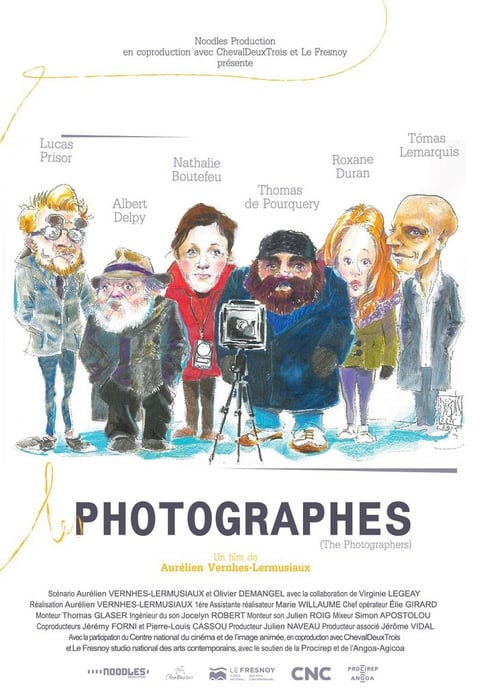 Noodles Production
en coproduction avec ChevalDeuxTrois et Le Fresnoy
présente
Lucas
Prisor
Albert
Delpy
Nathalie
Boutefeu
Thomas
de Pourquery
Roxane
Duran
Tómas
Lemarquis
les PHOTOGRAPHES
(The Photographers)
Un film de
Aurélien Vernhes-Lermusiaux
Scénario Aurélien VERNHES-LERMUSIAUX et Olivier DEMANGEL avec la collaboration de Virginie LEGEAY
Réalisation Aurélien VERNHES-LERMUSIAUX 1ère Assistante réalisateur Marie WILLAUME Chef opérateur Élie GIRARD
Monteur Thomas GLASER Ingénieur du son Jocelyn ROBERT Monteur son Julien ROIG Mixeur Simon APOSTOLOU
Coproducteurs Jérémy FORNI et Pierre-Louis CASSOU Producteur Julien NAVEAU Producteur associé Jérôme VIDAL
Avec la participation du Centre national du cinéma et de l'image animée, en coproduction avec ChevalDeuxTrois
et Le Fresnoy studio national des arts contemporains, avec le soutien de la Procirep et de l'Angoa-Agicoa
NOODLES
LE FRESNOY
CNC
PROCIREP
ANGOA